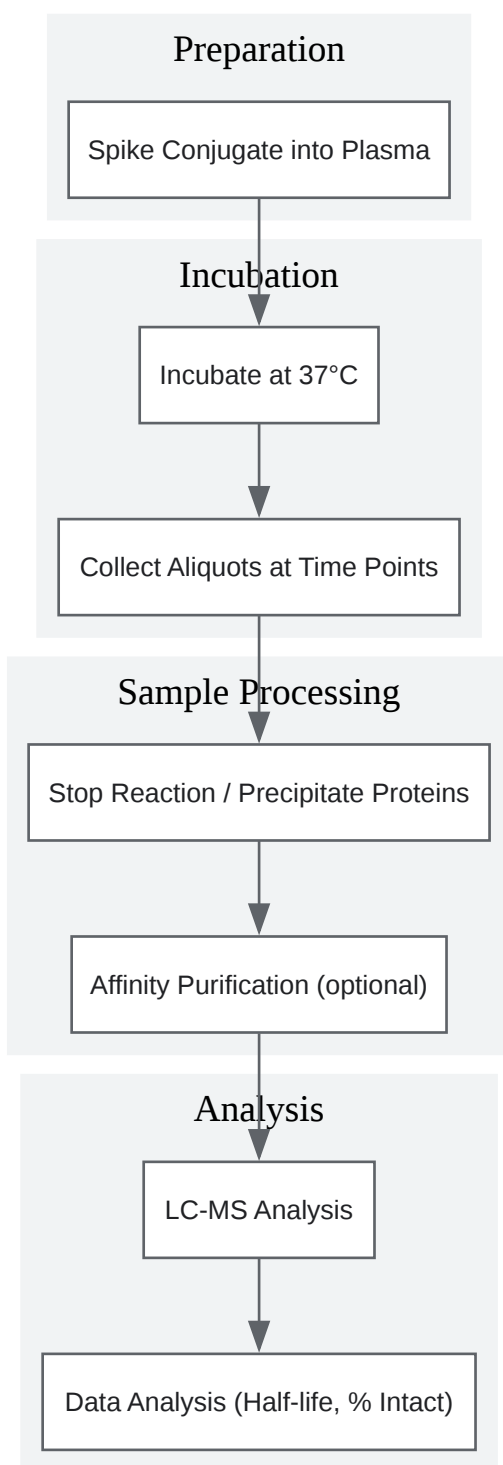 Preparation
Spike Conjugate into Plasma
Incubation
Incubate at 37°C
Collect Aliquots at Time Points
Sample Processing
Stop Reaction / Precipitate Proteins
Affinity Purification (optional)
Analysis
LC-MS Analysis
Data Analysis (Half-life, % Intact)